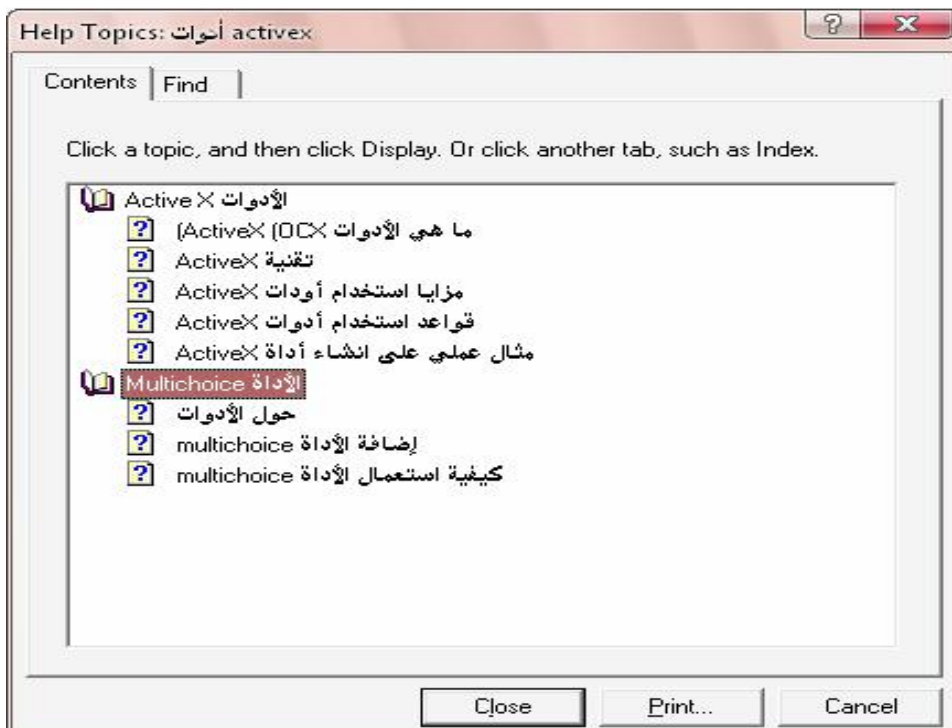 Help Topics: أدوات activex
Contents
Find
Click a topic, and then click Display. Or click another tab, such as Index.
الأدوات Active X
ما هي الأدوات ActiveX (OCX)
تقنية ActiveX
مزايا استخدام أودات ActiveX
قواعد استخدام أدوات ActiveX
مثال عملي على انشاء أداة ActiveX
الأداة Multichoice
حول الأدوات
إضافة الأداة multichoice
كيفية استعمال الأداة multichoice
Close
Print...
Cancel